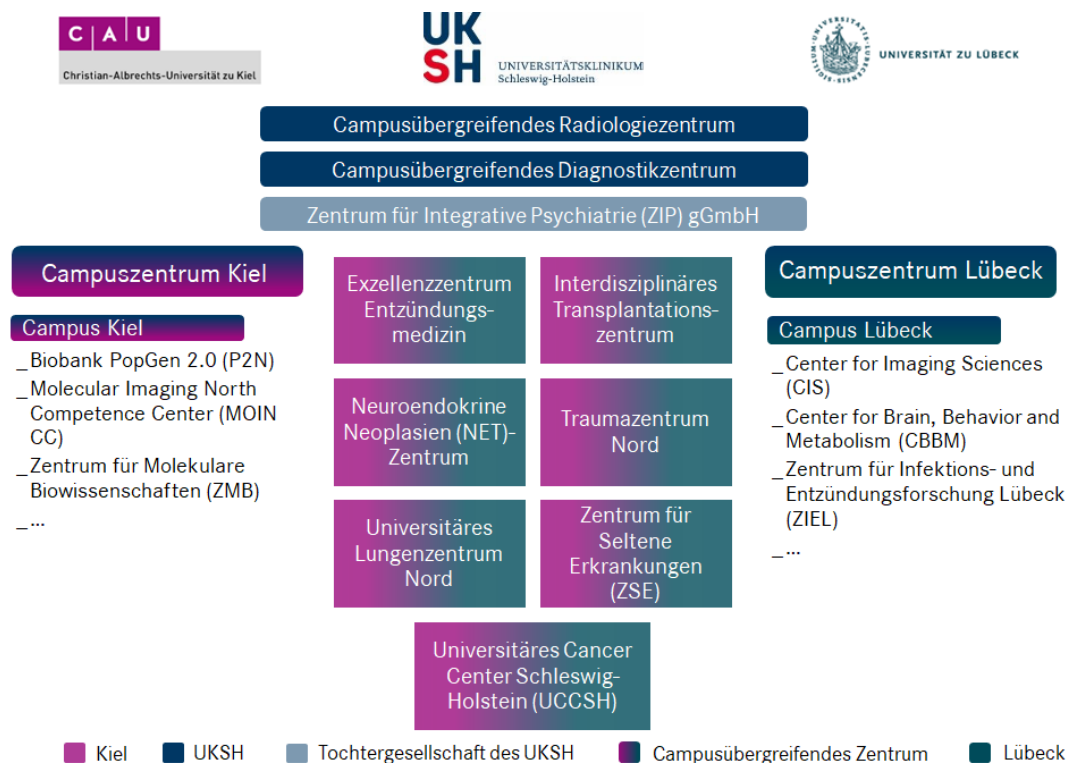 C A U
Christian-Albrechts-Universität zu Kiel
UK
SH
UNIVERSITÄTSKLINIKUM
Schleswig-Holstein
UNIVERSITÄT ZU LÜBECK
Campusübergreifendes Radiologiezentrum
Campusübergreifendes Diagnostikzentrum
Zentrum für Integrative Psychiatrie (ZIP) gGmbH
Campuszentrum Kiel
Campus Kiel
_Biobank PopGen 2.0 (P2N)
_Molecular Imaging North
Competence Center (MOIN
CC)
_Zentrum für Molekulare
Biowissenschaften (ZMB)
_...
Exzellenzzentrum
Entzündungs-
medizin
Interdisziplinäres
Transplantations-
zentrum
Neuroendokrine
Neoplasien (NET)-
Zentrum
Traumazentrum
Nord
Universitäres
Lungenzentrum
Nord
Zentrum für
Seltene
Erkrankungen
(ZSE)
Universitäres Cancer
Center Schleswig-
Holstein (UCCSH)
Campuszentrum Lübeck
Campus Lübeck
_Center for Imaging Sciences
(CIS)
_Center for Brain, Behavior and
Metabolism (CBBM)
_Zentrum für Infektions- und
Entzündungsforschung Lübeck
(ZIEL)
_...
Kiel
UKSH
Tochtergesellschaft des UKSH
Campusübergreifendes Zentrum
Lübeck